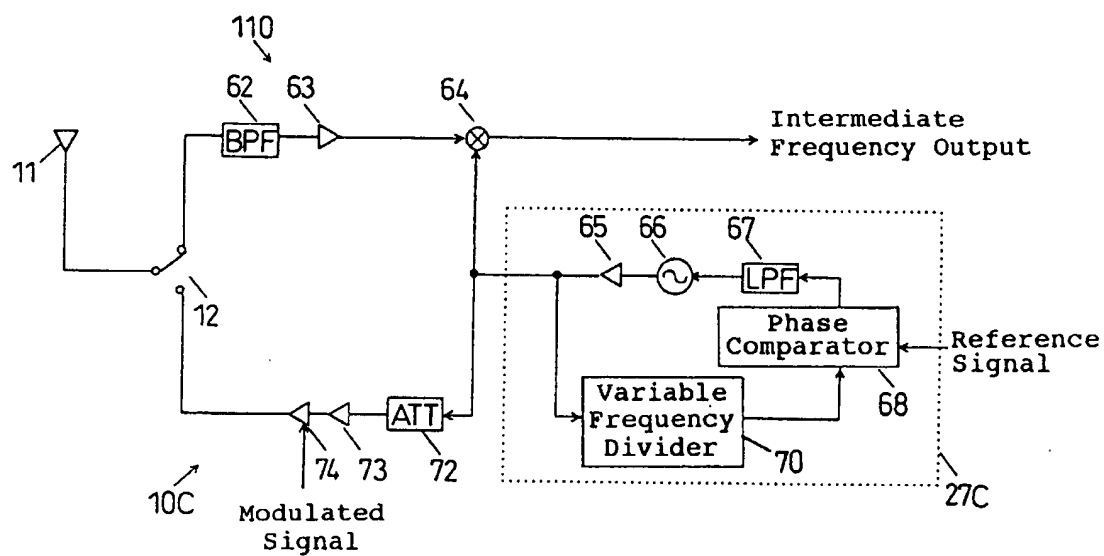 110
62
63
64
BPF
Intermediate
Frequency Output
11
65
66
67
LPF
12
Phase
Comparator
Reference
Signal
68
Variable
Frequency
Divider
ATT
74
73
72
70
10C
27C
Modulated
Signal